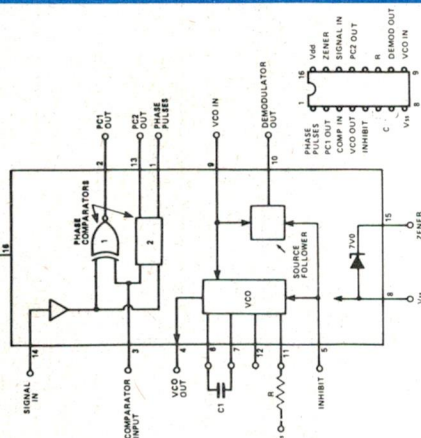 16
SIGNAL IN
14
PHASE COMPARATORS
1
2
2
PC1 OUT
13
PC2 OUT
1
PHASE PULSES
COMPARATOR INPUT
3
VCO OUT
4
VCO
9
VCO IN
6
C1
7
12
R
11
SOURCE FOLLOWER
10
DEMODULATOR OUT
INHIBIT
5
7V0
15
ZENER
8
Vss
PHASE PULSES
PC1 OUT
COMP IN
VCO OUT
INHIBIT
C
Vss
1
16
8
9
Vdd
ZENER
SIGNAL IN
PC2 OUT
R
DEMOD OUT
VCO IN